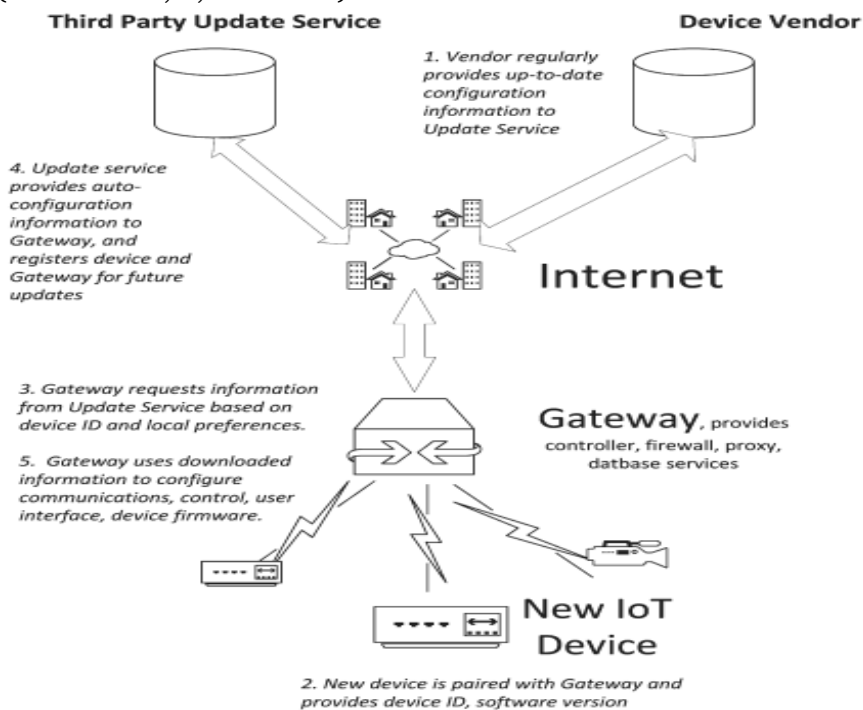 Third Party Update Service
Device Vendor
1. Vendor regularly
provides up-to-date
configuration
information to
Update Service
4. Update service
provides auto-
configuration
information to
Gateway, and
registers device and
Gateway for future
updates
Internet
3. Gateway requests information
from Update Service based on
device ID and local preferences.
5. Gateway uses downloaded
information to configure
communications, control, user
interface, device firmware.
Gateway, provides
controller, firewall, proxy,
datbase services
New IoT
Device
2. New device is paired with Gateway and
provides device ID, software version